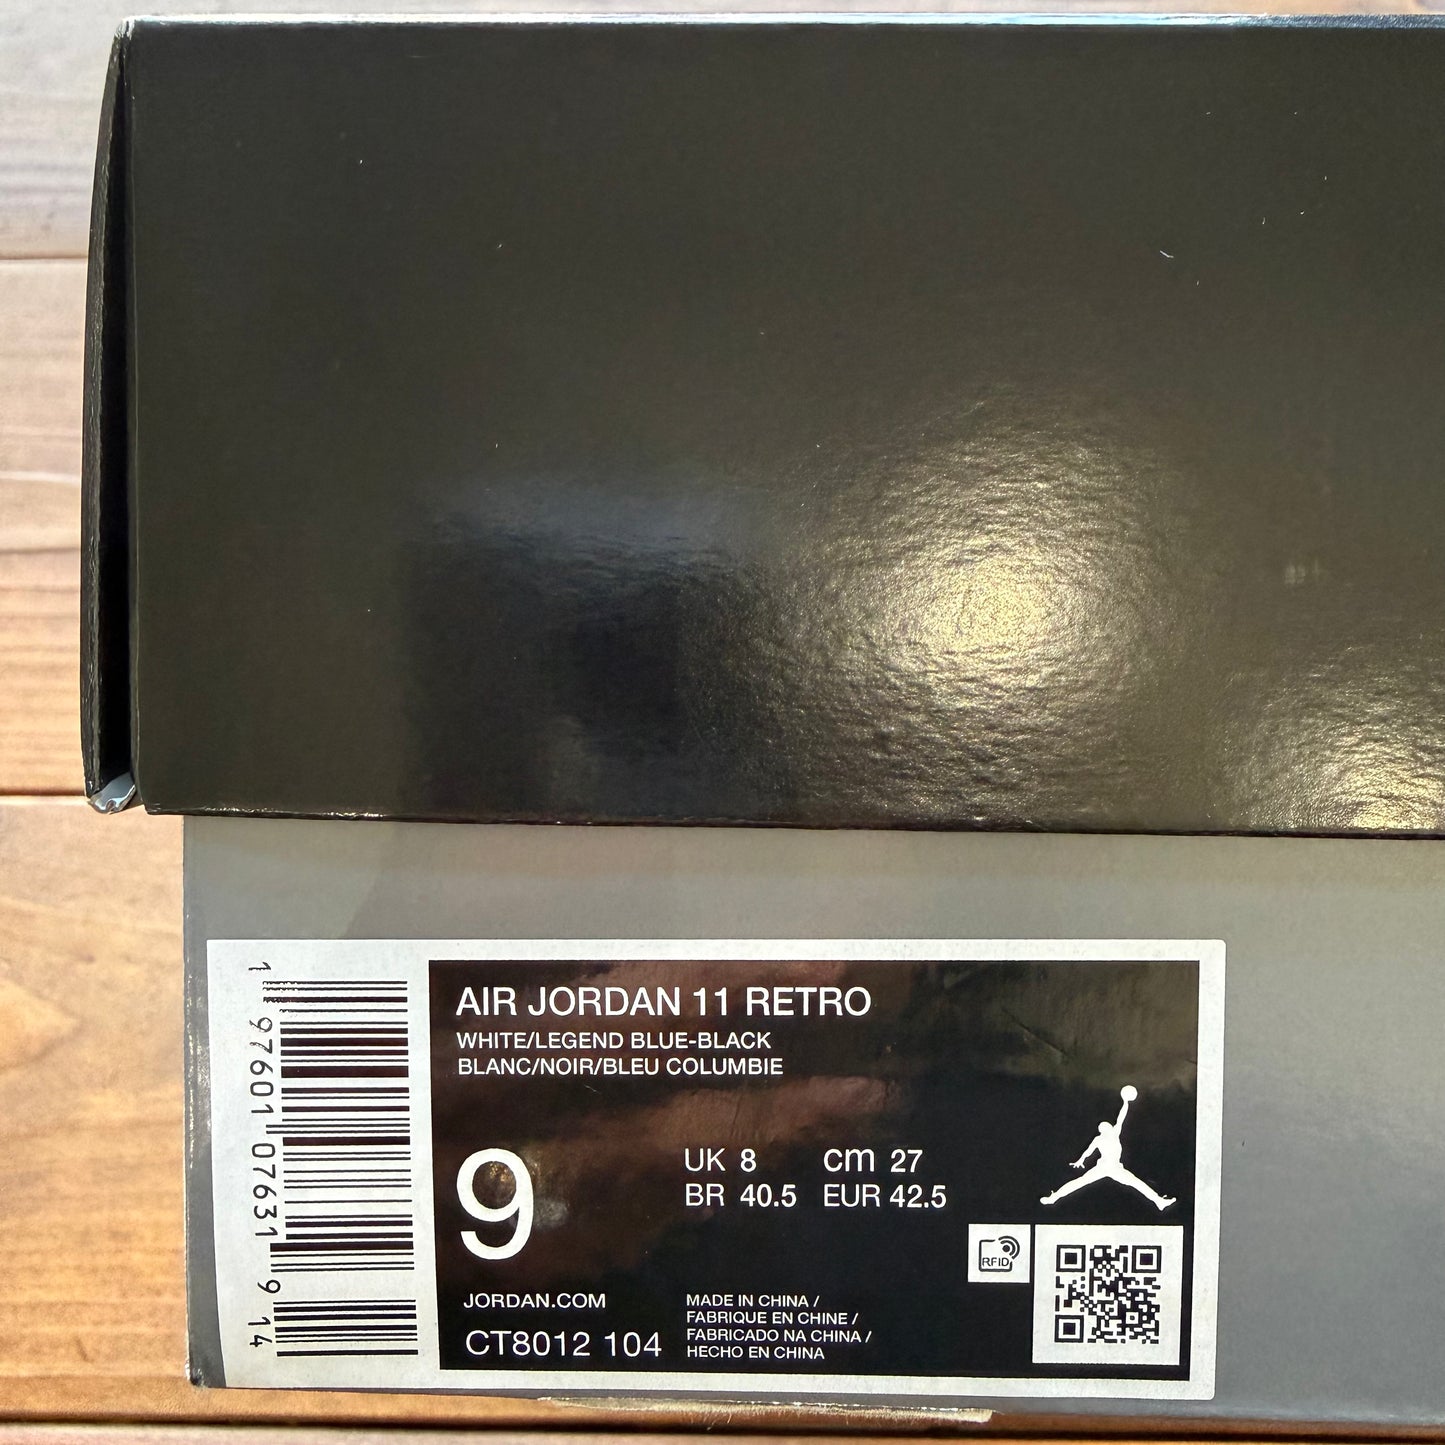 AIR JORDAN 11 RETRO
WHITE/LEGEND BLUE-BLACK
BLANC/NOIR/BLEU COLUMBIE
9
UK 8 cm 27
BR 40.5 EUR 42.5
RFID
JORDAN.COM
CT8012 104
MADE IN CHINA /
FABRIQUE EN CHINE /
FABRICADO NA CHINA /
HECHO EN CHINA
1 97601 07631 9 14